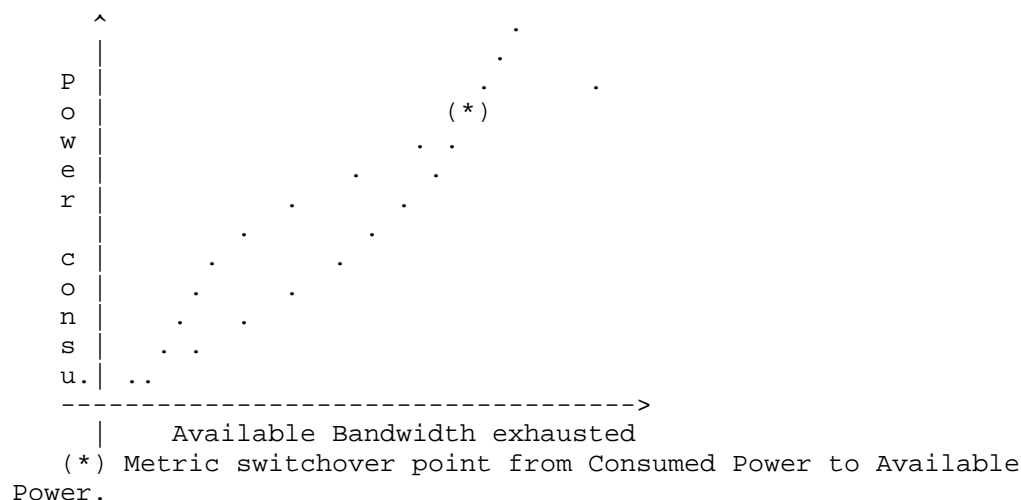 ^ .
| .
P | . .
o | (*)
w | . .
e | . .
r | . .
| . .
c | . .
o | . .
n | . .
s | . .
u.| ..
------------------------------------>
| Available Bandwidth exhausted
(*) Metric switchover point from Consumed Power to Available
Power.